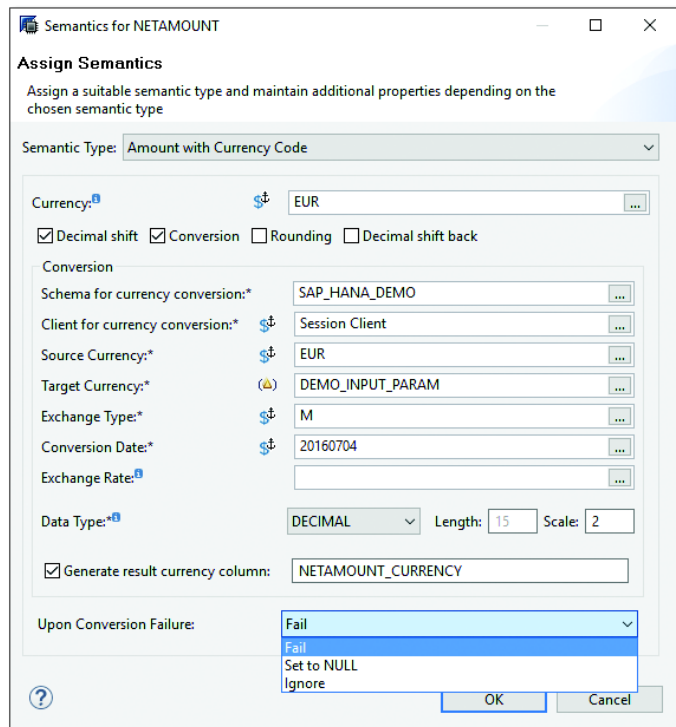 Semantics for NETAMOUNT
Assign Semantics
Assign a suitable semantic type and maintain additional properties depending on the
chosen semantic type
Semantic Type: Amount with Currency Code
Currency: EUR ...
Decimal shift Conversion Rounding Decimal shift back
Conversion
Schema for currency conversion:* SAP_HANA_DEMO ...
Client for currency conversion:* Session Client ...
Source Currency:* EUR ...
Target Currency:* DEMO_INPUT_PARAM ...
Exchange Type:* M ...
Conversion Date:* 20160704 ...
Exchange Rate: ...
Data Type:* DECIMAL Length: 15 Scale: 2
Generate result currency column: NETAMOUNT_CURRENCY
Upon Conversion Failure: Fail
Fail
Set to NULL
Ignore
? OK Cancel